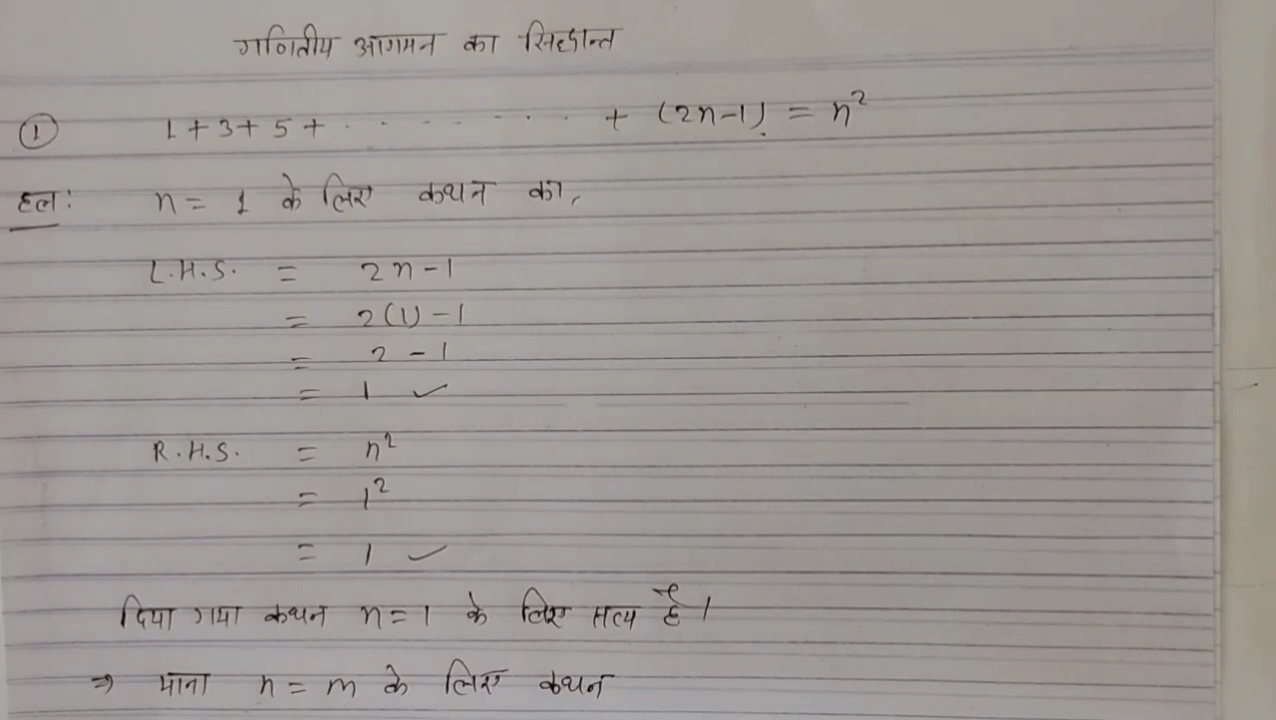 गणितीय आगमन का सिद्धान्त
① 1 + 3 + 5 + . . . . . . . . + (2n-1) = n²
हल: n = 1 के लिए कथन का,
L.H.S. = 2n-1
= 2(1) - 1
= 2 - 1
= 1 ✓
R.H.S. = n²
= 1²
= 1 ✓
दिया गया कथन n = 1 के लिए सत्य है।
⇒ माना n = m के लिए कथन